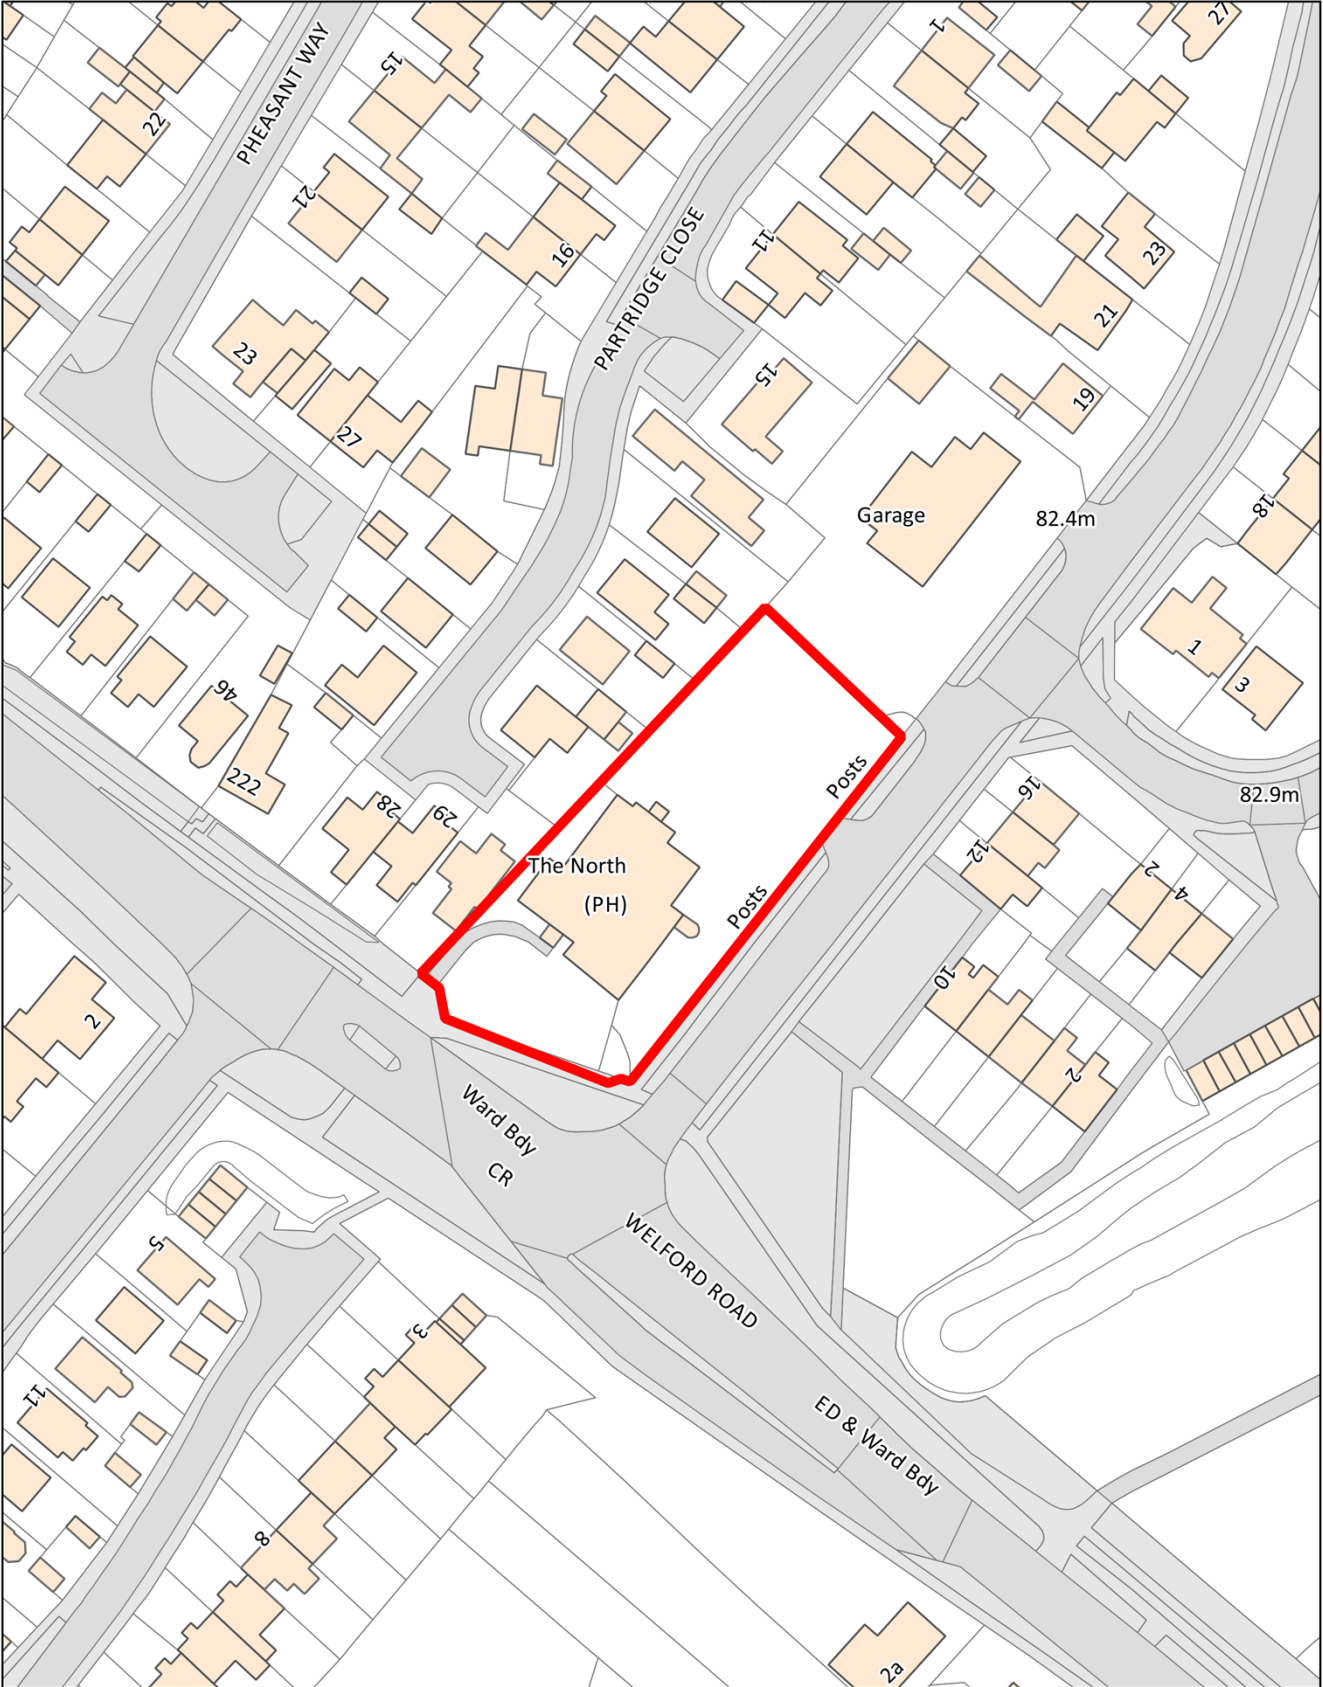 27
1
PHEASANT WAY
15
22
21
16
PARTRIDGE CLOSE
11
23
21
23
27
15
19
Garage
82.4m
18
1
3
46
222
28
29
Posts
82.9m
16
12
2
4
The North
(PH)
Posts
10
2
2
Ward Bdy
CR
WELFORD ROAD
5
3
11
ED & Ward Bdy
8
2a